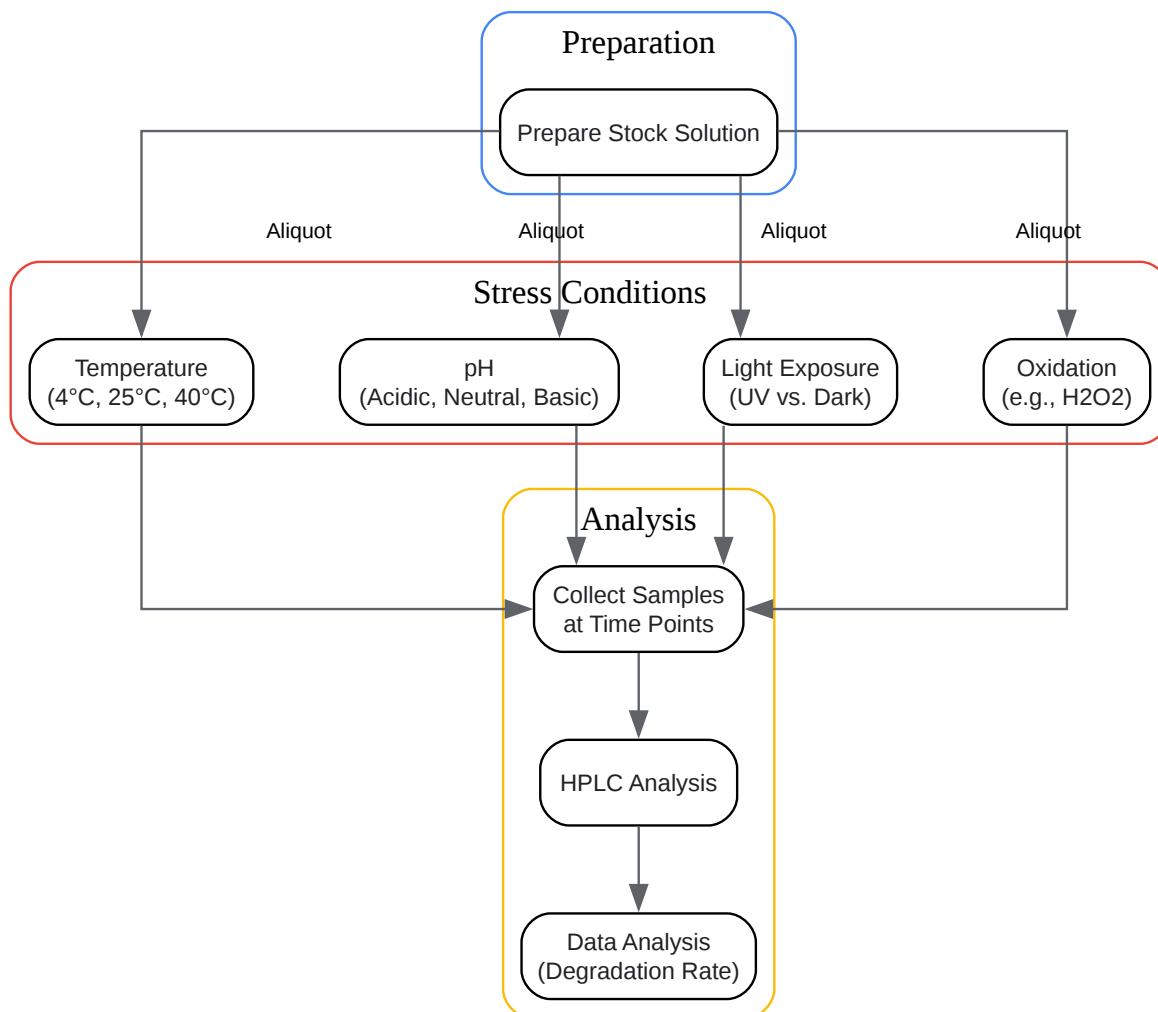 Preparation
Prepare Stock Solution
Aliquot
Aliquot
Aliquot
Aliquot
Stress Conditions
Temperature
(4°C, 25°C, 40°C)
pH
(Acidic, Neutral, Basic)
Light Exposure
(UV vs. Dark)
Oxidation
(e.g., H2O2)
Analysis
Collect Samples
at Time Points
HPLC Analysis
Data Analysis
(Degradation Rate)